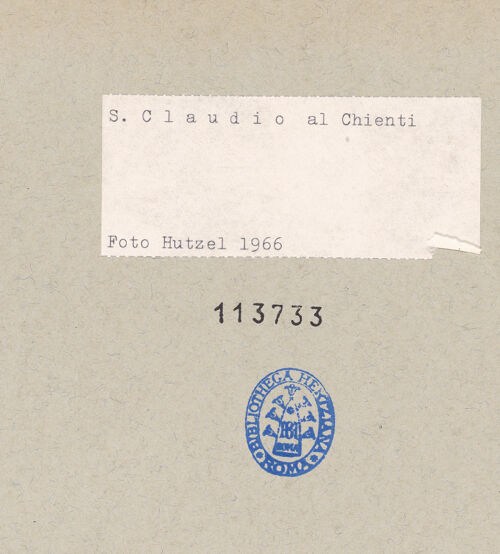 S. C l a u d i o al Chienti
Foto Hutzel 1966
113733
BIBLIOTHECA HERTZIANA
ROMA